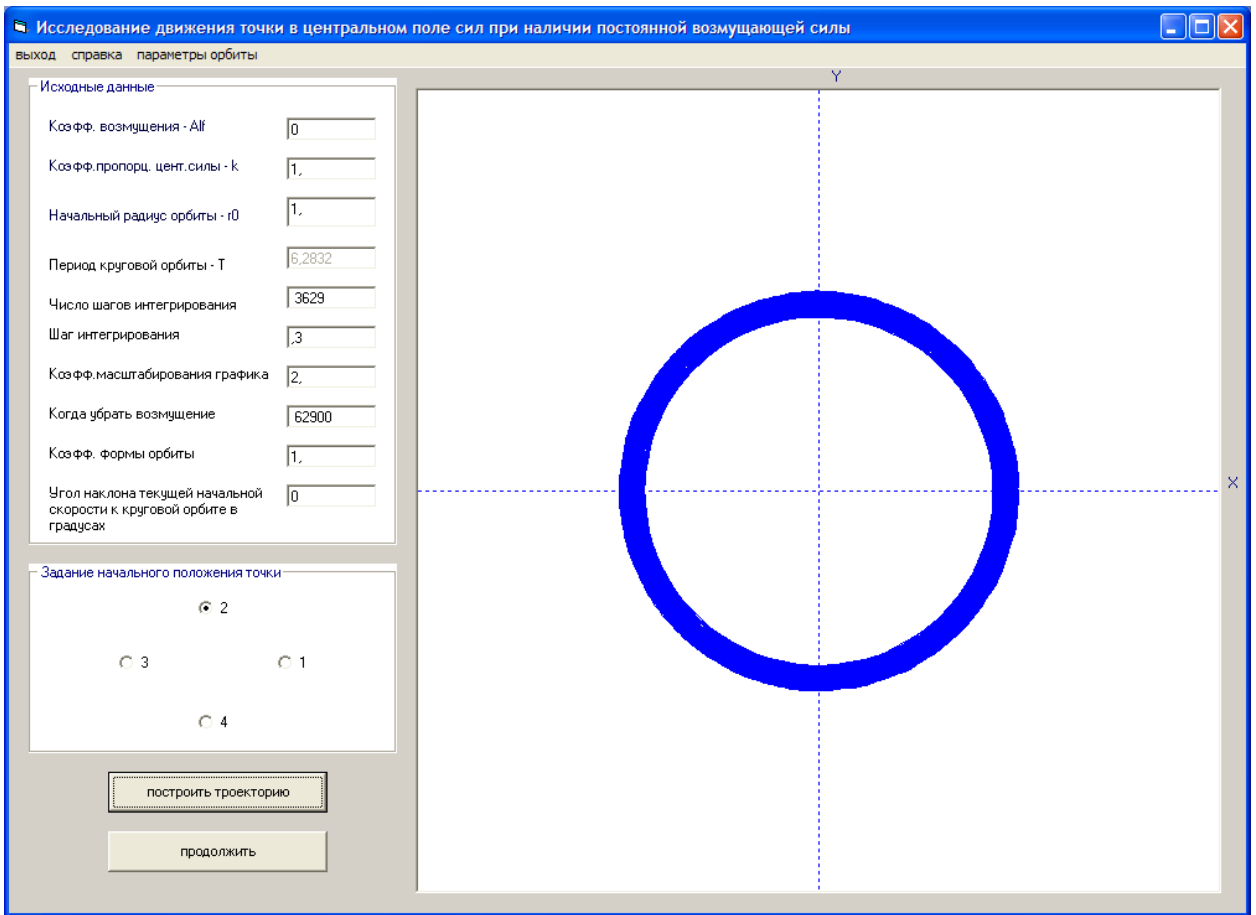 Исследование движения точки в центральном поле сил при наличии постоянной возмущающей силы
выход справка параметры орбиты
Исходные данные
Коэфф. возмущения - Alf 0
Коэфф.пропорц. цент.силы - k 1,
Начальный радиус орбиты - r0 1,
Период круговой орбиты - T 6,2832
Число шагов интегрирования 3629
Шаг интегрирования ,3
Коэфф.масштабирования графика 2,
Когда убрать возмущение 62900
Коэфф. формы орбиты 1,
Угол наклона текущей начальной 0
скорости к круговой орбите в
градусах
Задание начального положения точки
2
3 1
4
построить троекторию
продолжить
Y
X